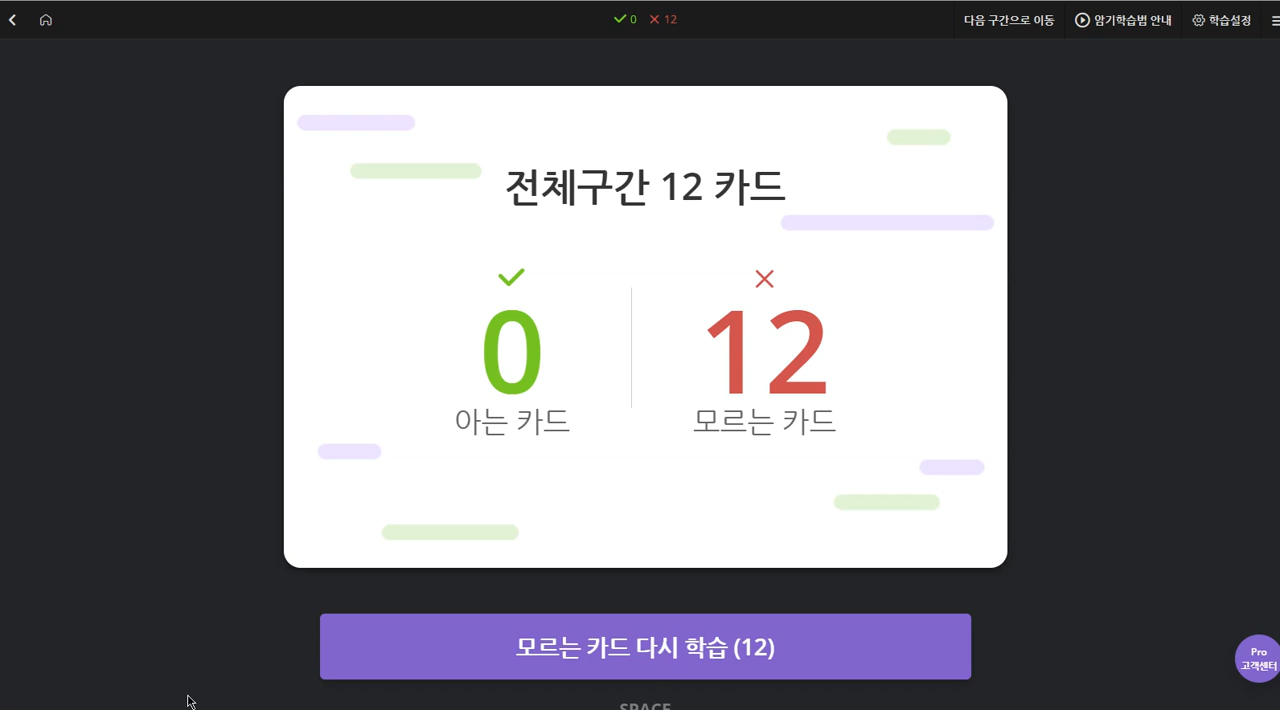 0 12 다음 구간으로 이동 암기학습법 안내 학습설정
전체구간 12 카드
0 12
아는 카드 모르는 카드
모르는 카드 다시 학습 (12)
Pro
고객센터
SPACE